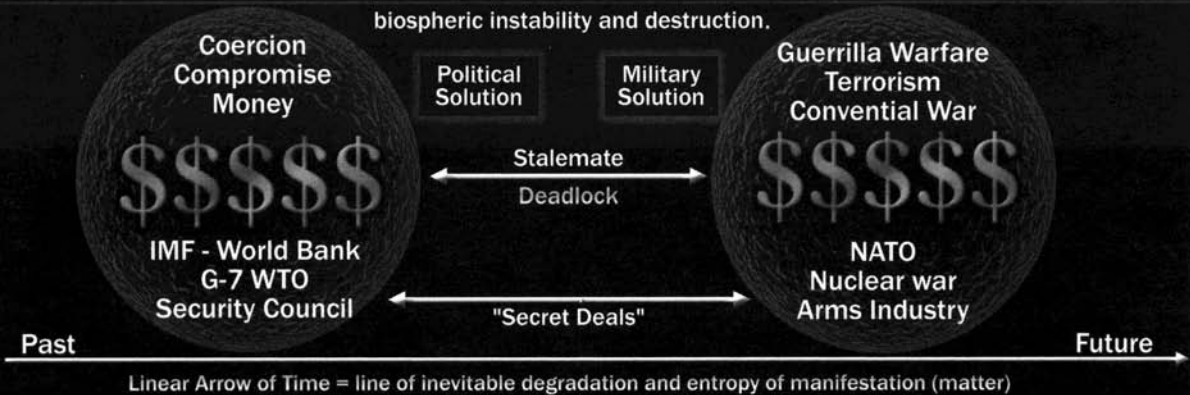 biospheric instability and destruction.
Coercion
Compromise
Money
$$$$$
IMF - World Bank
G-7 WTO
Security Council
Political
Solution
Military
Solution
Stalemate
Deadlock
"Secret Deals"
Guerrilla Warfare
Terrorism
Convential War
$$$$$
NATO
Nuclear war
Arms Industry
Past
Future
Linear Arrow of Time = line of inevitable degradation and entropy of manifestation (matter)